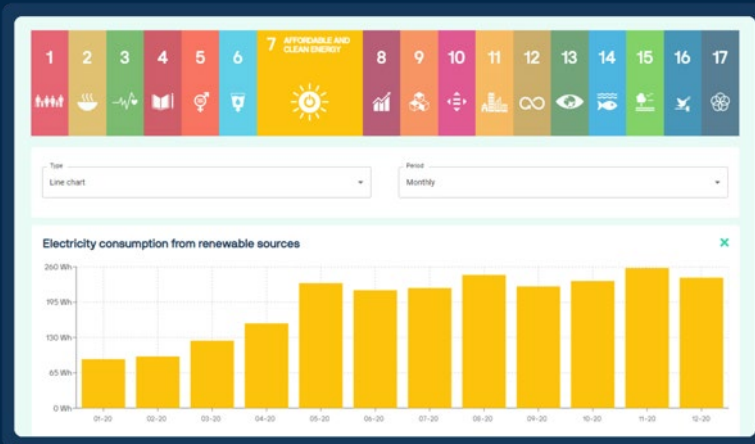 1 2 3 4 5 6 7 AFFORDABLE AND CLEAN ENERGY 8 9 10 11 12 13 14 15 16 17
Type
Line chart
Period
Monthly
Electricity consumption from renewable sources
260 Wh
195 Wh
130 Wh
65 Wh
0 Wh
01-20 02-20 03-20 04-20 05-20 06-20 07-20 08-20 09-20 10-20 11-20 12-20